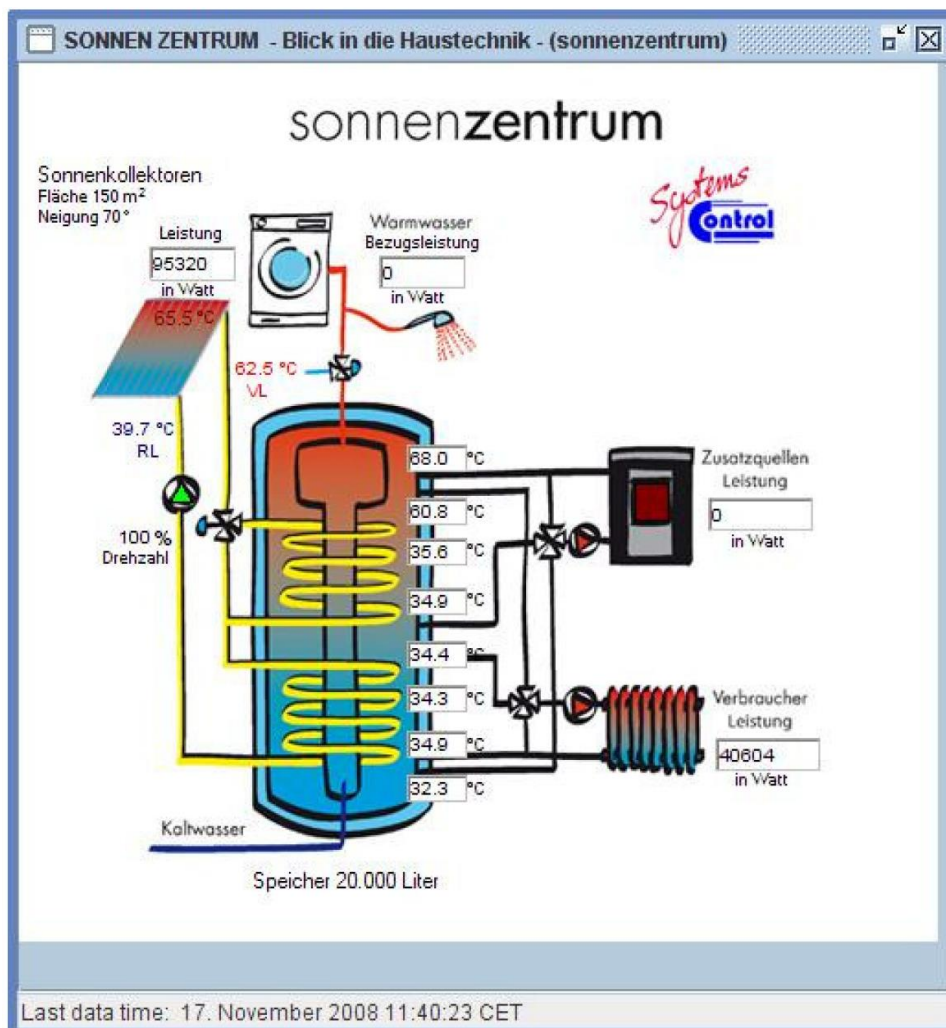 SONNEN ZENTRUM - Blick in die Haustechnik - (sonnenzentrum)
sonnenzentrum
Sonnenkollektoren
Fläche 150 m²
Neigung 70°
Systems
Control
Leistung
95320
in Watt
65.5 °C
Warmwasser
Bezugsleistung
0
in Watt
62.5 °C
VL
39.7 °C
RL
100 %
Drehzahl
68.0 °C
60.8 °C
35.6 °C
34.9 °C
34.4 °C
34.3 °C
34.9 °C
32.3 °C
Zusatzquellen
Leistung
0
in Watt
Verbraucher
Leistung
40604
in Watt
Kaltwasser
Speicher 20.000 Liter
Last data time: 17. November 2008 11:40:23 CET